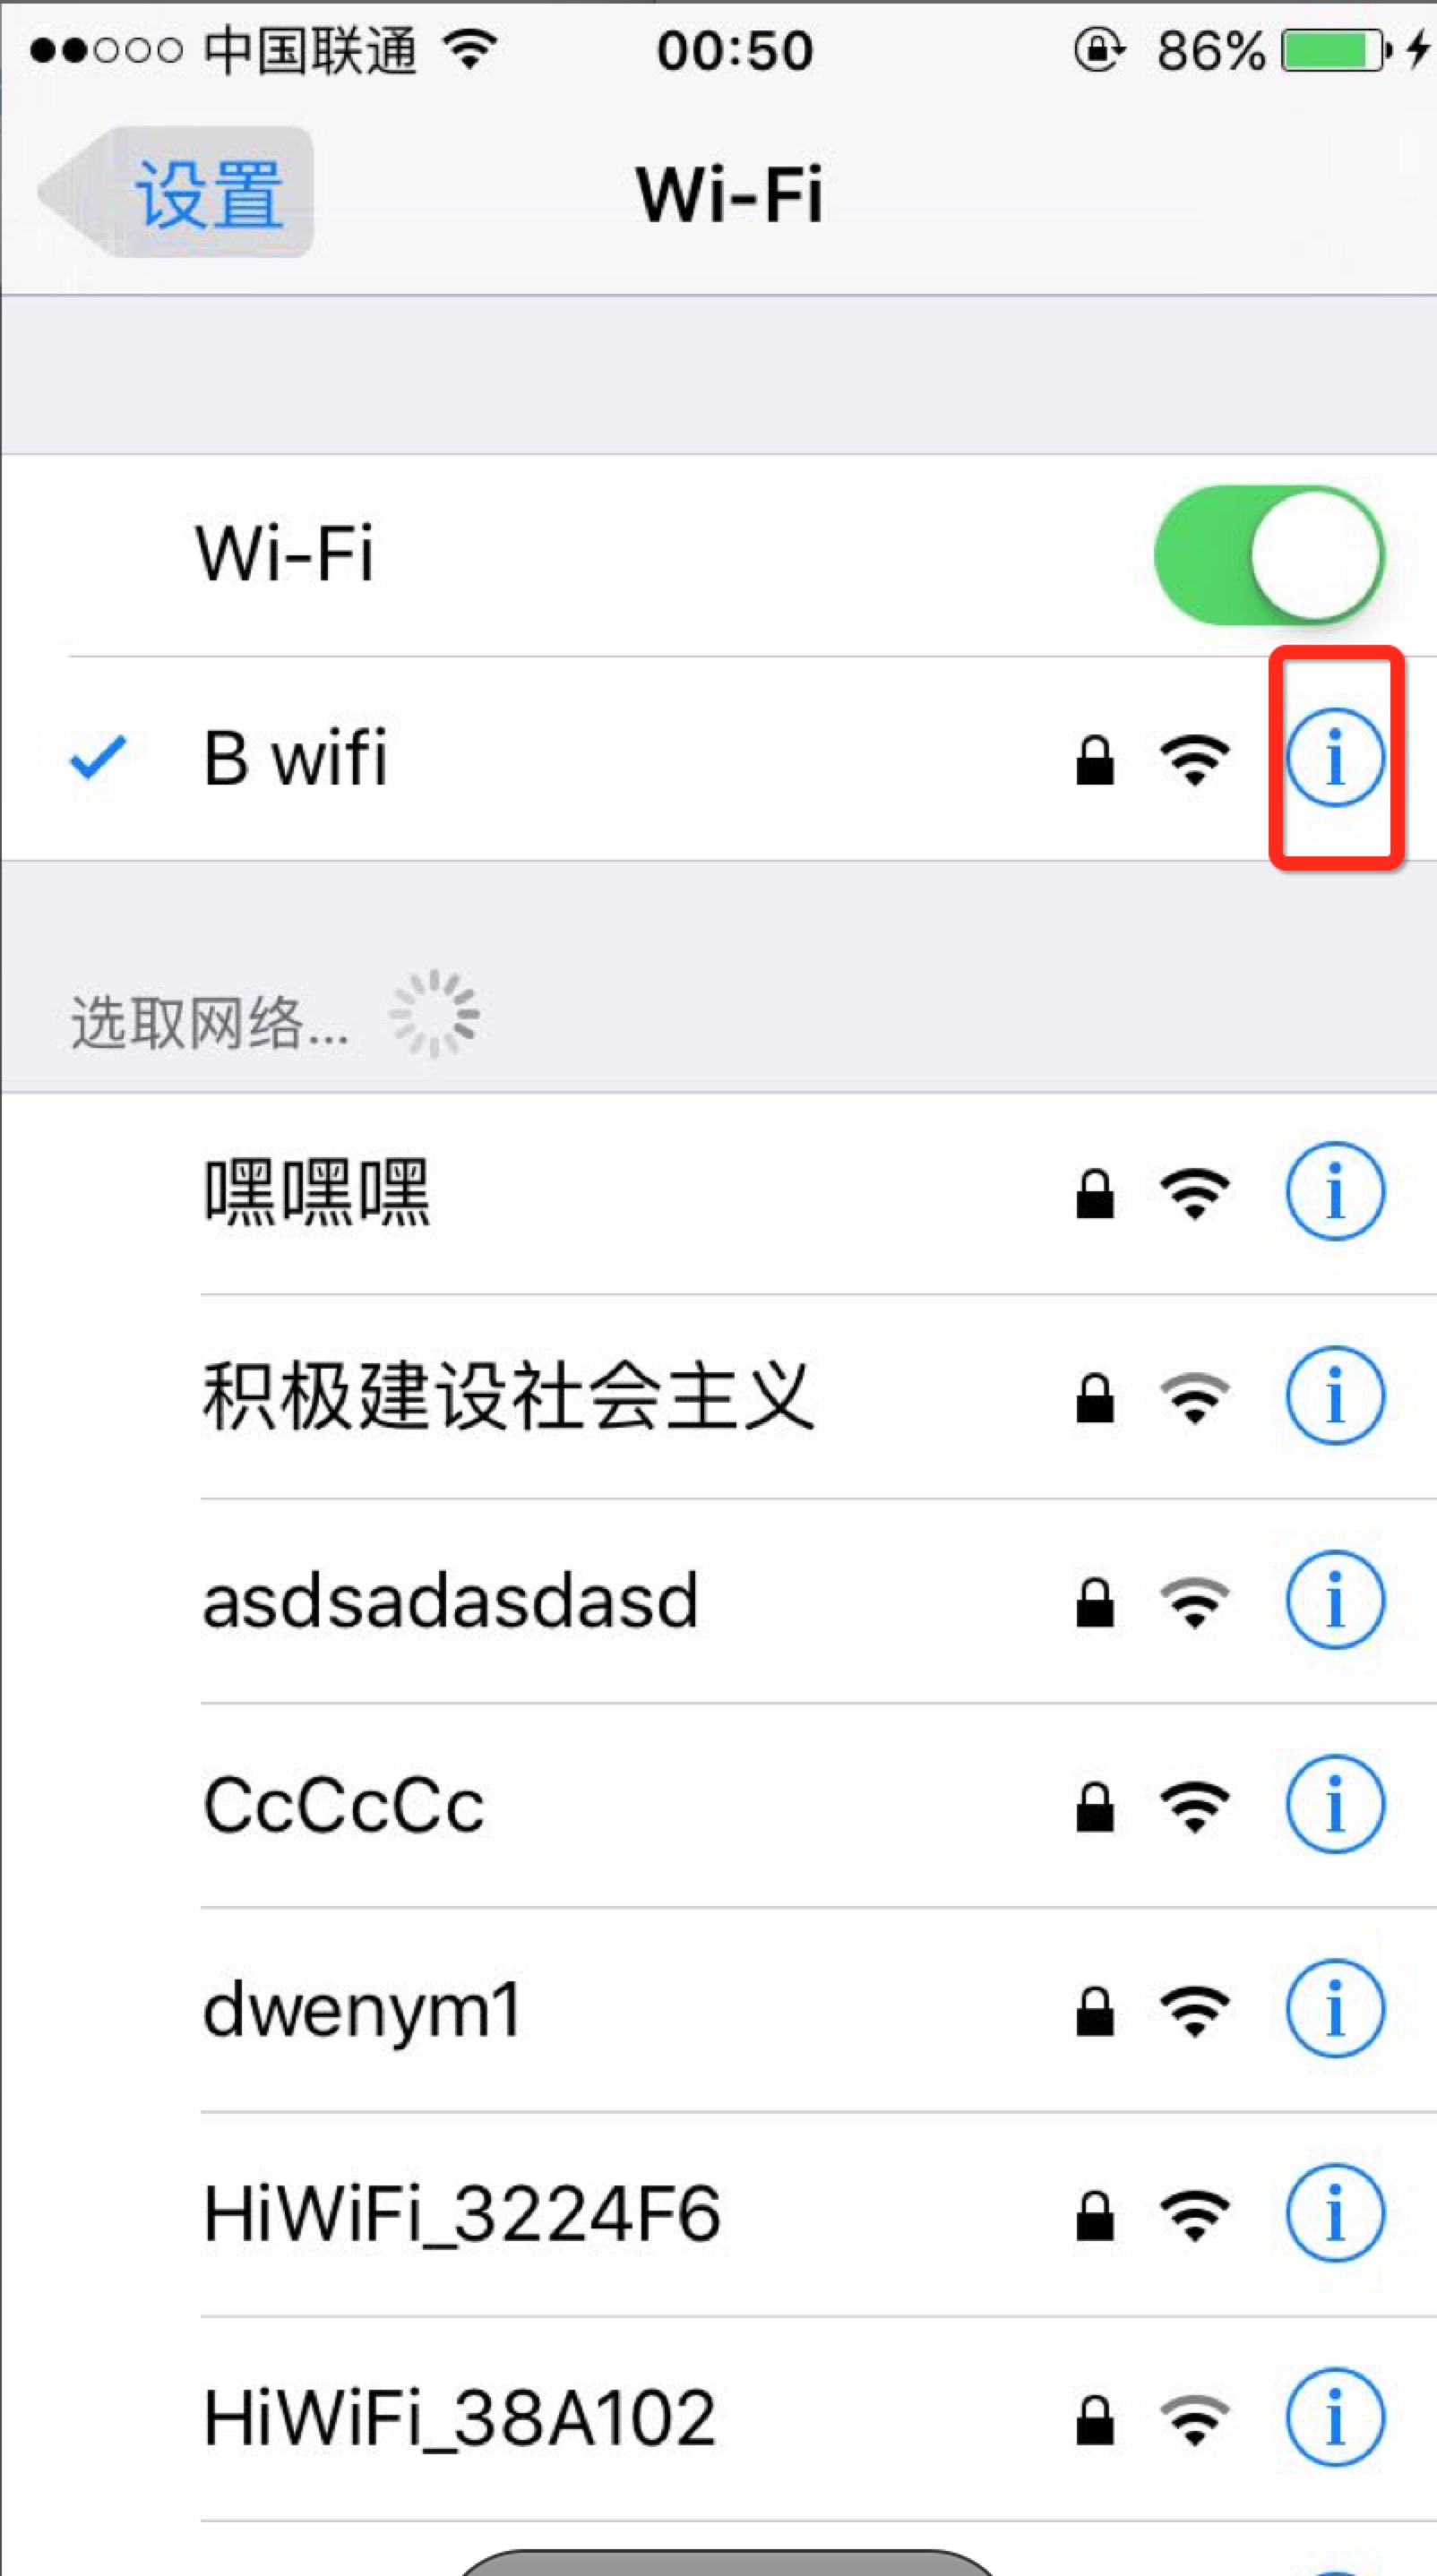 中国联通 00:50 86%
设置 Wi-Fi
Wi-Fi
B wifi
选取网络...
嘿嘿嘿
积极建设社会主义
asdsadasdasd
CcCcCc
dwenym1
HiWiFi_3224F6
HiWiFi_38A102